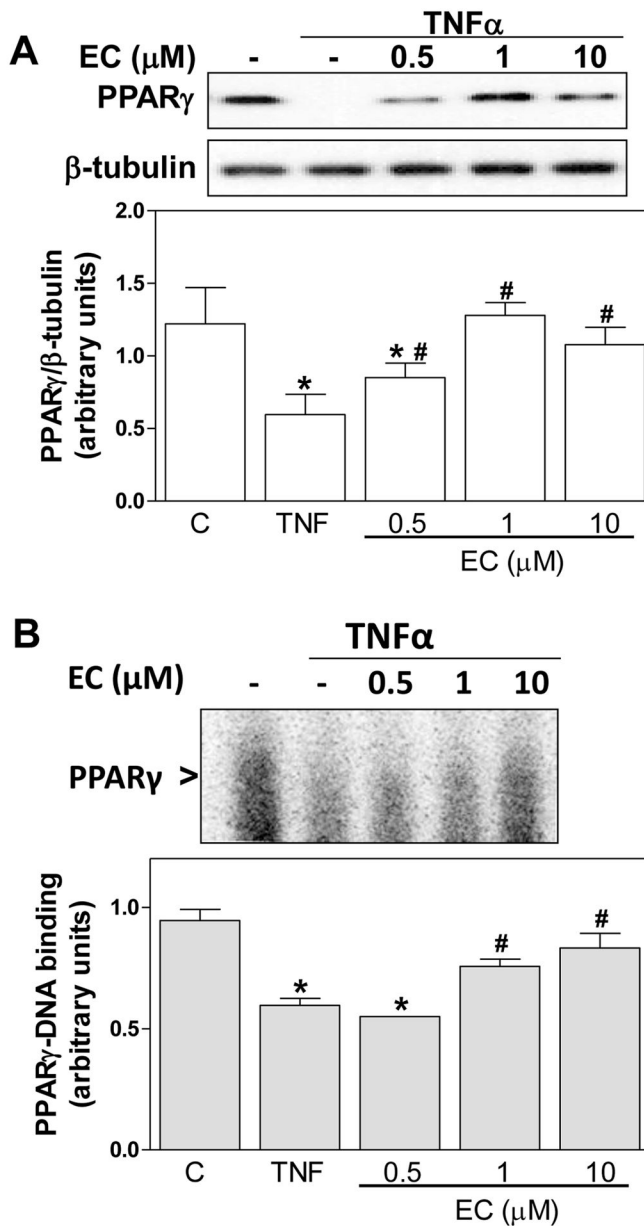 A
TNFα
EC (μM) - - 0.5 1 10
PPARγ
β-tubulin
PPARγ/β-tubulin
(arbitrary units)
2.0
1.5
1.0
0.5
0.0
*
* #
#
#
C TNF 0.5 1 10
EC (μM)
B
TNFα
EC (μM) - - 0.5 1 10
PPARγ >
PPARγ-DNA binding
(arbitrary units)
1.0
0.5
0.0
*
*
#
#
C TNF 0.5 1 10
EC (μM)